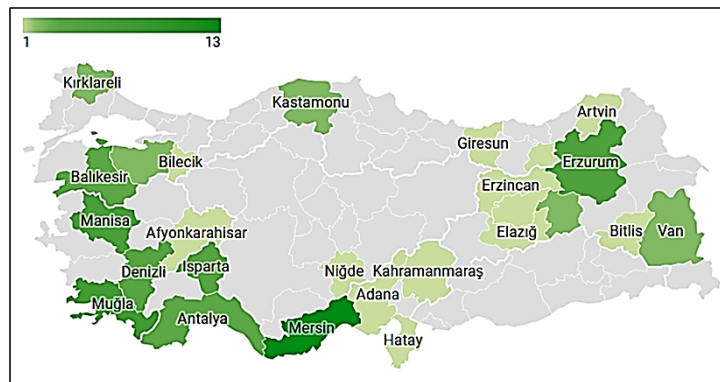 1 13
Kırklareli
Kastamonu
Artvin
Giresun
Bilecik
Erzurum
Balıkesir
Erzincan
Manisa
Afyonkarahisar
Elazığ
Bitlis
Van
Denizli
Isparta
Niğde
Kahramanmaraş
Muğla
Adana
Antalya
Mersin
Hatay